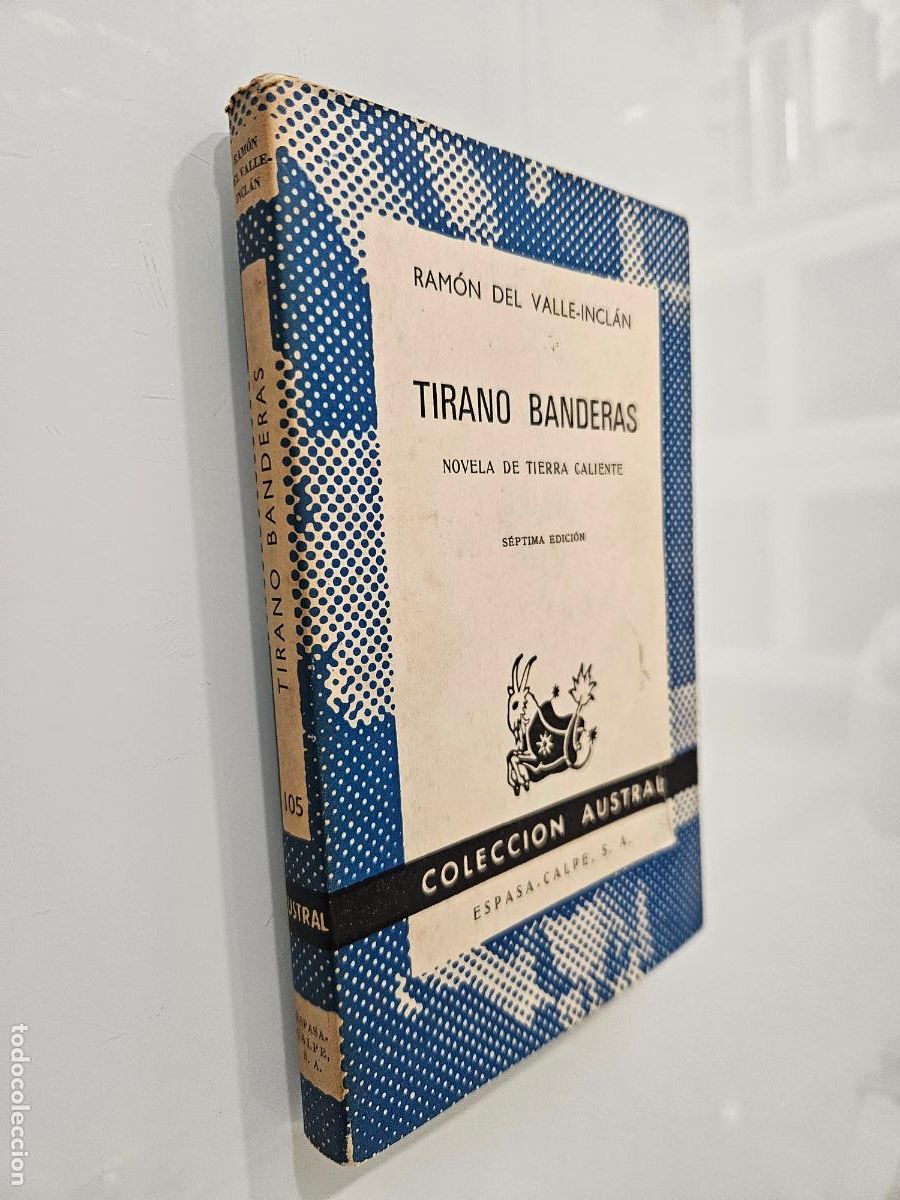 RAMÓN
DEL VALLE-
INCLÁN
TIRANO BANDERAS
105
AUSTRAL
ESPASA-
CALPE,
S. A.
RAMÓN DEL VALLE-INCLÁN
TIRANO BANDERAS
NOVELA DE TIERRA CALIENTE
SÉPTIMA EDICIÓN
COLECCION AUSTRAL
ESPASA-CALPE, S. A.
todocoleccion